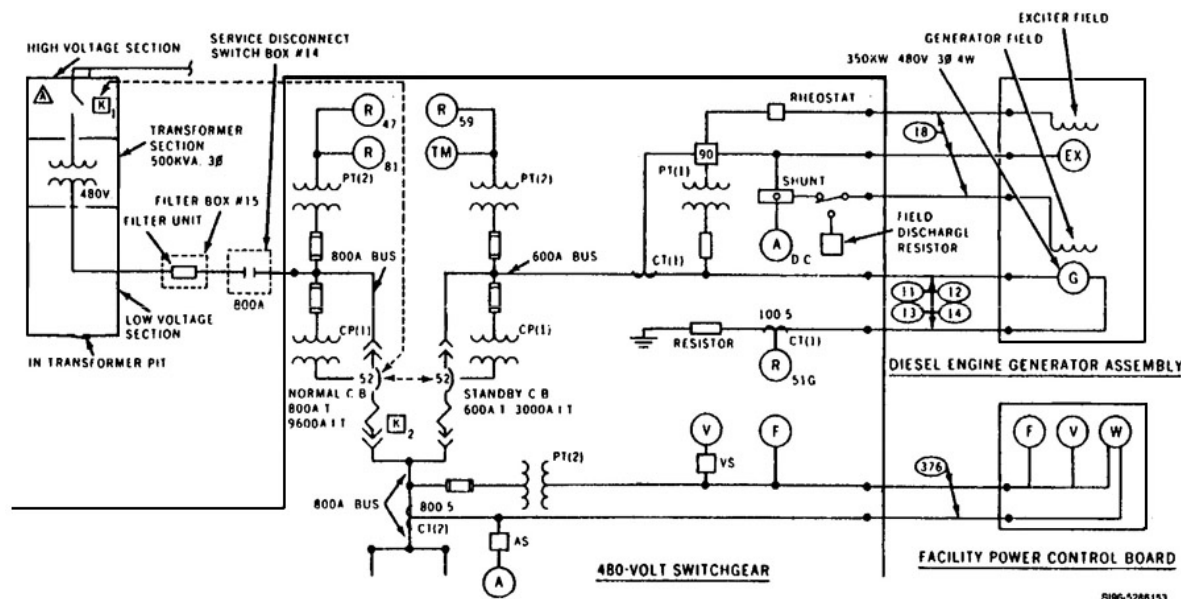 EXCITER FIELD
GENERATOR FIELD
350KW 480V 3Ø 4W
HIGH VOLTAGE SECTION
SERVICE DISCONNECT
SWITCH BOX #14
A
K
1
TRANSFORMER
SECTION
500KVA. 3Ø
480V
FILTER BOX #15
FILTER UNIT
800A
LOW VOLTAGE
SECTION
IN TRANSFORMER PIT
R
47
R
81
PT(2)
R
59
TM
PT(2)
800A BUS
600A BUS
CP(1)
CP(1)
52
52
NORMAL C B
800A T
9600A I T
STANDBY C B
600A T 3000A I T
K
2
RHEOSTAT
90
PT(1)
SHUNT
A
D C
FIELD
DISCHARGE
RESISTOR
CT(1)
18
EX
G
11
12
13
14
100 5
RESISTOR
CT(1)
R
51G
DIESEL ENGINE GENERATOR ASSEMBLY
PT(2)
V
VS
F
376
F
V
W
800A BUS
800 5
CT(2)
AS
A
480-VOLT SWITCHGEAR
FACILITY POWER CONTROL BOARD